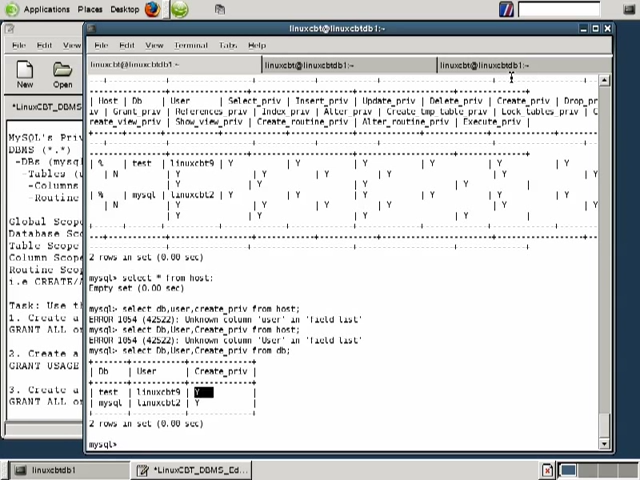 Applications Places Desktop
linuxcbt@linuxcbtdb1:~
File Edit View
File Edit View Terminal Tabs Help
New Open
linuxcbt@linuxcbtdb1:~ linuxcbt@linuxcbtdb1:~ linuxcbt@linuxcbtdb1:~
*LinuxCBT_DBMS
MySQL's Priv
DBMS (*.*)
-DBs (mysql
-Tables (u
-Columns
-Routine
Global Scope
Database Sco
Table Scope
Column Scope
Routine Scop
i.e CREATE/A
Task: Use th
1. Create a
GRANT ALL on
2. Create a
GRANT USAGE
3. Create a
GRANT ALL on
| Host | Db | User | Select_priv | Insert_priv | Update_priv | Delete_priv | Create_priv | Drop_pr
iv | Grant_priv | References_priv | Index_priv | Alter_priv | Create_tmp_table_priv | Lock_tables_priv | C
reate_view_priv | Show_view_priv | Create_routine_priv | Alter_routine_priv | Execute_priv |
| % | test | linuxcbt9 | Y | Y | Y | Y | Y | Y
| N | Y | Y | Y | Y | Y
| Y | Y | Y | Y |
| % | mysql | linuxcbt2 | Y | Y | Y | Y | Y | Y
| N | Y | Y | Y | Y | Y
| Y | Y | Y | Y |
2 rows in set (0.00 sec)
mysql> select * from host;
Empty set (0.00 sec)
mysql> select db,user,create_priv from host;
ERROR 1054 (42S22): Unknown column 'user' in 'field list'
mysql> select Db,User,Create_priv from host;
ERROR 1054 (42S22): Unknown column 'User' in 'field list'
mysql> select Db,User,Create_priv from db;
| Db | User | Create_priv |
| test | linuxcbt9 | Y |
| mysql | linuxcbt2 | Y |
2 rows in set (0.00 sec)
mysql>
linuxcbtdb1 *LinuxCBT_DBMS_Ed...